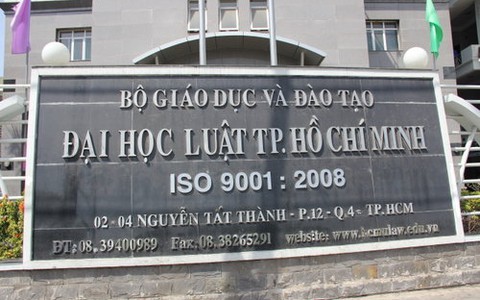 BỘ GIÁO DỤC VÀ ĐÀO TẠO
ĐẠI HỌC LUẬT TP. HỒ CHÍ MINH
ISO 9001 : 2008
02 - 04 NGUYỄN TẤT THÀNH - P.12 - Q.4 - TP.HCM
ĐT: 08.39400989 Fax: 08.38265291 website: www.hcmulaw.edu.vn